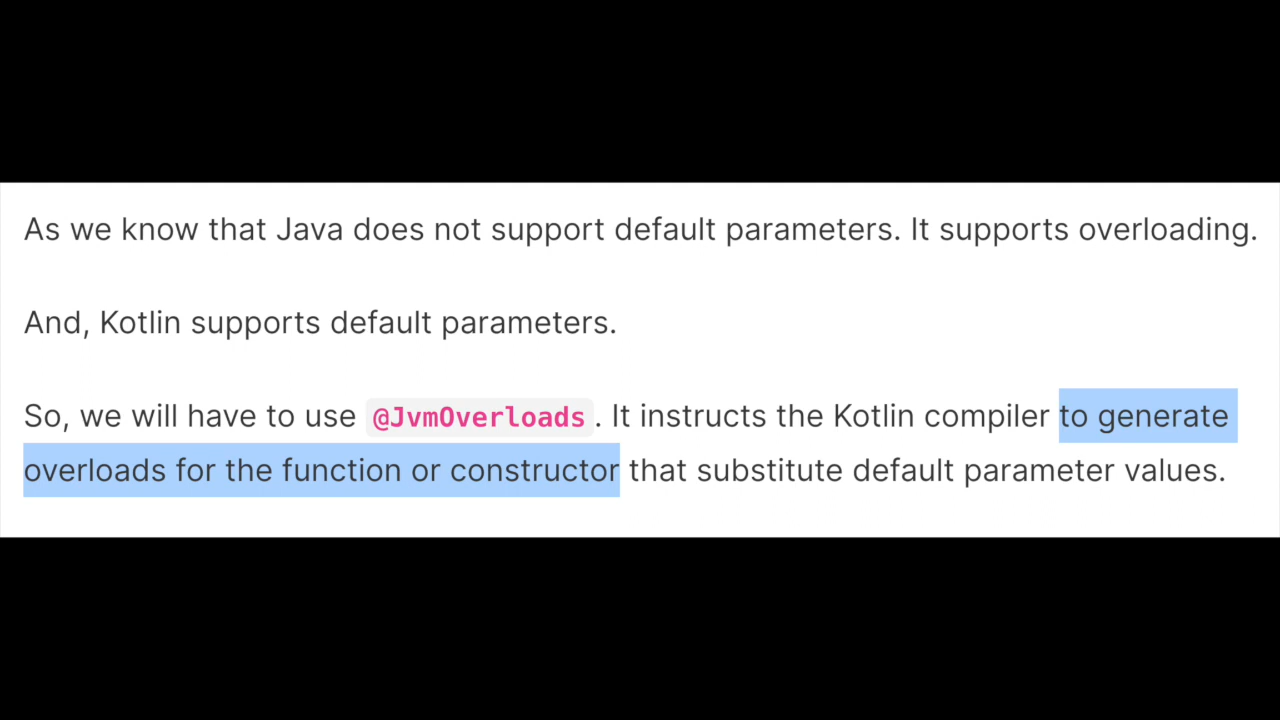 As we know that Java does not support default parameters. It supports overloading.
And, Kotlin supports default parameters.
So, we will have to use @JvmOverloads. It instructs the Kotlin compiler to generate
overloads for the function or constructor that substitute default parameter values.